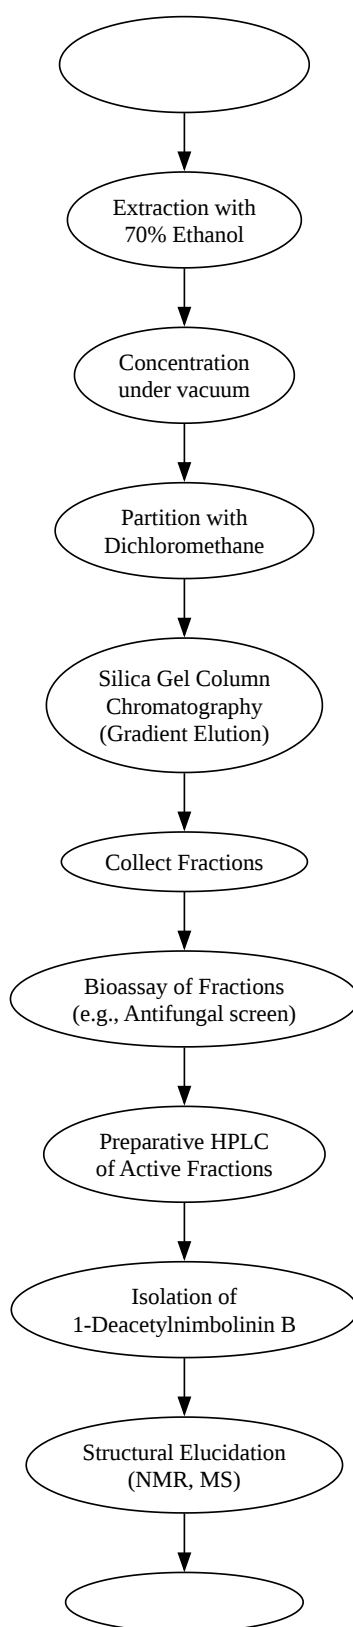 Extraction with
70% Ethanol
Concentration
under vacuum
Partition with
Dichloromethane
Silica Gel Column
Chromatography
(Gradient Elution)
Collect Fractions
Bioassay of Fractions
(e.g., Antifungal screen)
Preparative HPLC
of Active Fractions
Isolation of
1-Deacetylnimbolinin B
Structural Elucidation
(NMR, MS)